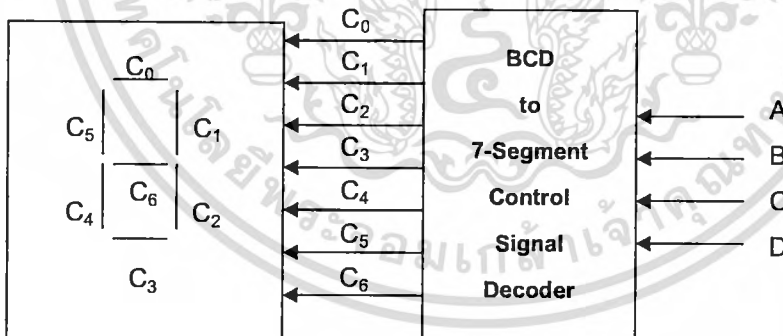 C₀
C₁
C₂
C₃
C₄
C₅
C₆
C₀
C₅
C₁
C₆
C₄
C₂
C₃
BCD
to
7-Segment
Control
Signal
Decoder
A
B
C
D